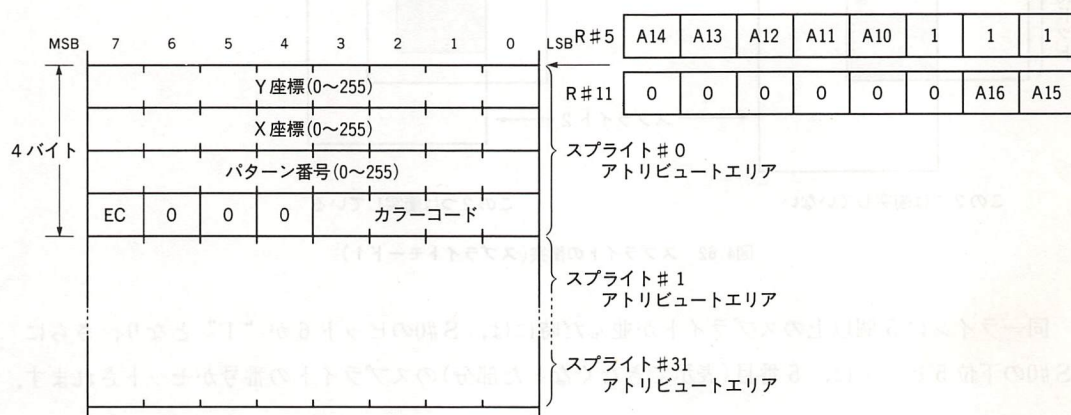 MSB 7 6 5 4 3 2 1 0 LSB
R#5 A14 A13 A12 A11 A10 1 1 1
R#11 0 0 0 0 0 0 A16 A15
4バイト
Y座標(0〜255)
X座標(0〜255)
パターン番号(0〜255)
EC 0 0 0 カラーコード
スプライト#0
アトリビュートエリア
スプライト#1
アトリビュートエリア
スプライト#31
アトリビュートエリア